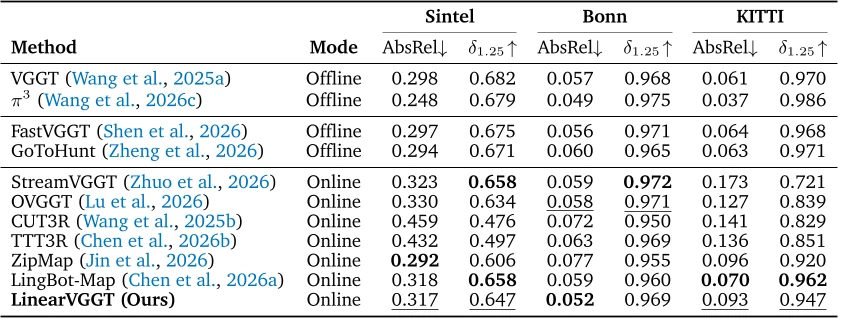 Sintel Bonn KITTI
Method Mode AbsRel↓ δ1.25↑ AbsRel↓ δ1.25↑ AbsRel↓ δ1.25↑
VGGT (Wang et al., 2025a) Offline 0.298 0.682 0.057 0.968 0.061 0.970
π³ (Wang et al., 2026c) Offline 0.248 0.679 0.049 0.975 0.037 0.986
FastVGGT (Shen et al., 2026) Offline 0.297 0.675 0.056 0.971 0.064 0.968
GoToHunt (Zheng et al., 2026) Offline 0.294 0.671 0.060 0.965 0.063 0.971
StreamVGGT (Zhuo et al., 2026) Online 0.323 0.658 0.059 0.972 0.173 0.721
OVGGT (Lu et al., 2026) Online 0.330 0.634 0.058 0.971 0.127 0.839
CUT3R (Wang et al., 2025b) Online 0.459 0.476 0.072 0.950 0.141 0.829
TTT3R (Chen et al., 2026b) Online 0.432 0.497 0.063 0.969 0.136 0.851
ZipMap (Jin et al., 2026) Online 0.292 0.606 0.077 0.955 0.096 0.920
LingBot-Map (Chen et al., 2026a) Online 0.318 0.658 0.059 0.960 0.070 0.962
LinearVGGT (Ours) Online 0.317 0.647 0.052 0.969 0.093 0.947